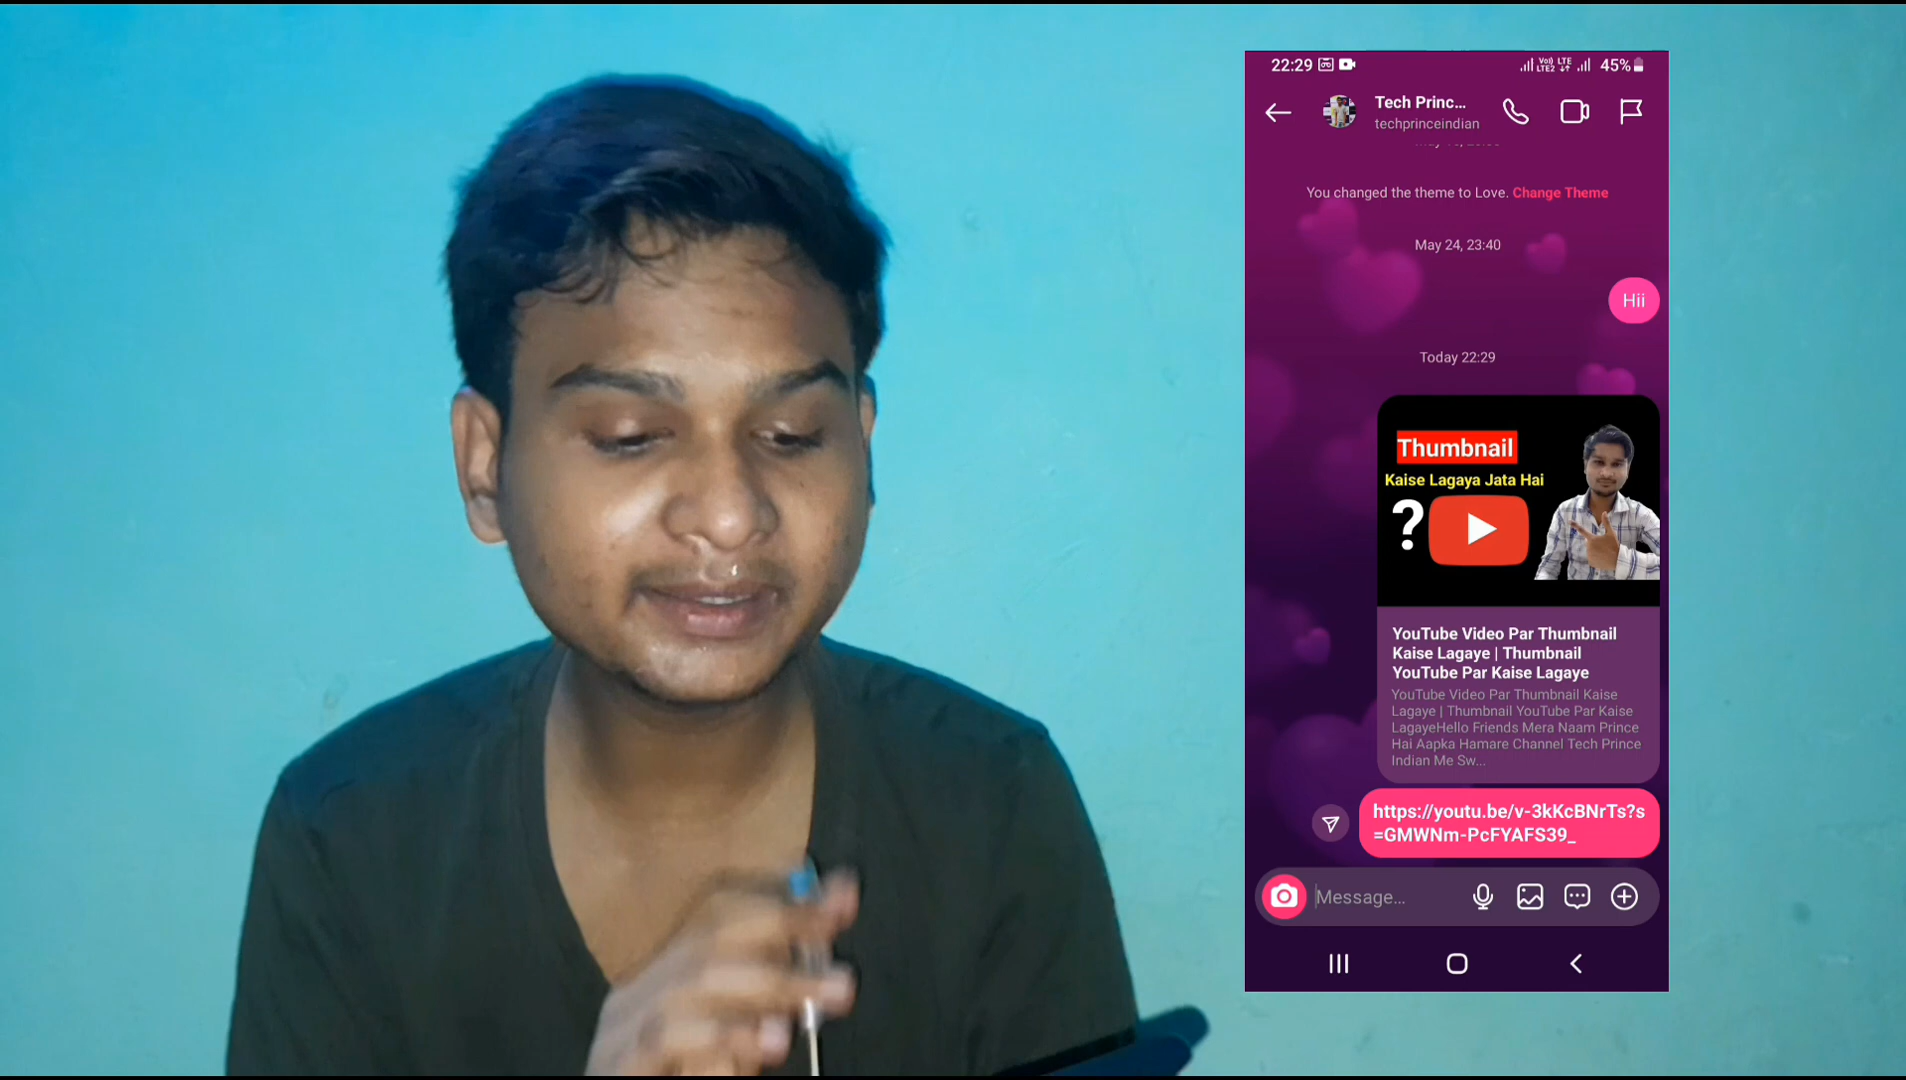 22:29
Vo) LTE
LTE2
45%
Tech Princ...
techprinceindian
You changed the theme to Love. Change Theme
May 24, 23:40
Hii
Today 22:29
Thumbnail
Kaise Lagaya Jata Hai
?
YouTube Video Par Thumbnail
Kaise Lagaye | Thumbnail
YouTube Par Kaise Lagaye
YouTube Video Par Thumbnail Kaise
Lagaye | Thumbnail YouTube Par Kaise
LagayeHello Friends Mera Naam Prince
Hai Aapka Hamare Channel Tech Prince
Indian Me Sw...
https://youtu.be/v-3kKcBNrTs?s
=GMWNm-PcFYAFS39_
Message...